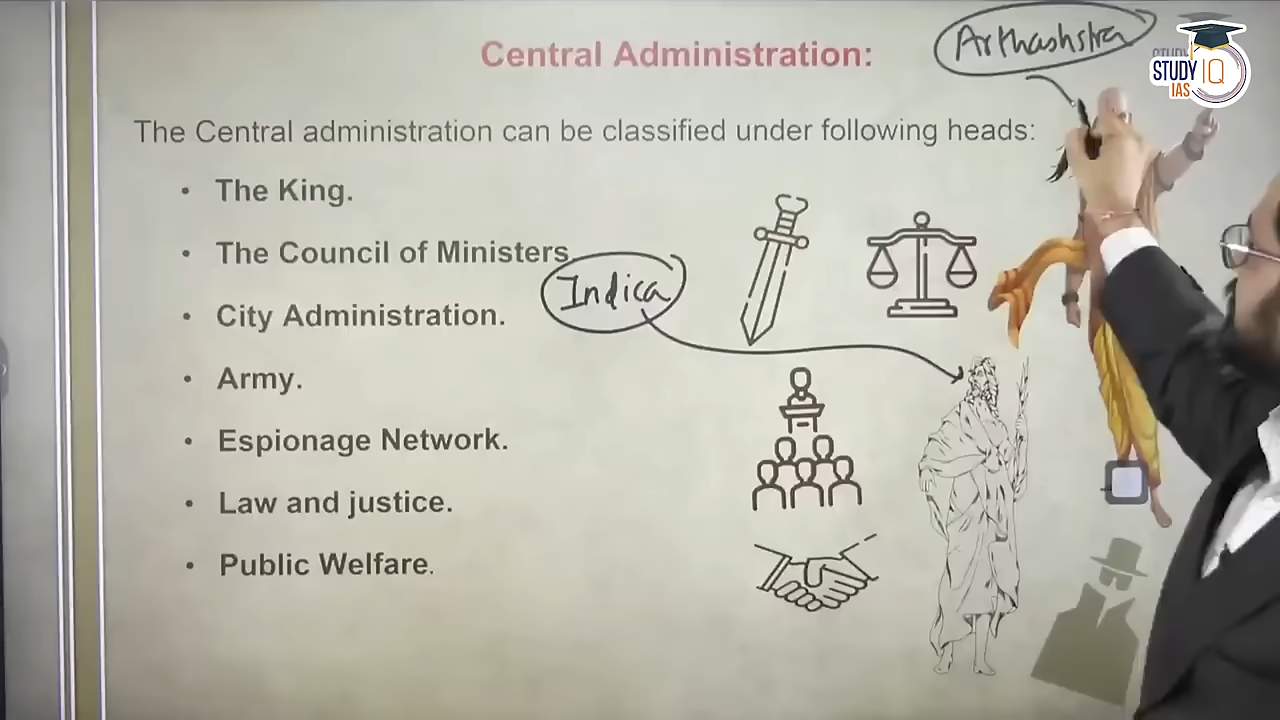 Central Administration:
Arthashstra
STUDY IQ
IAS
The Central administration can be classified under following heads:
• The King.
• The Council of Ministers.
Indica
• City Administration.
• Army.
• Espionage Network.
• Law and justice.
• Public Welfare.